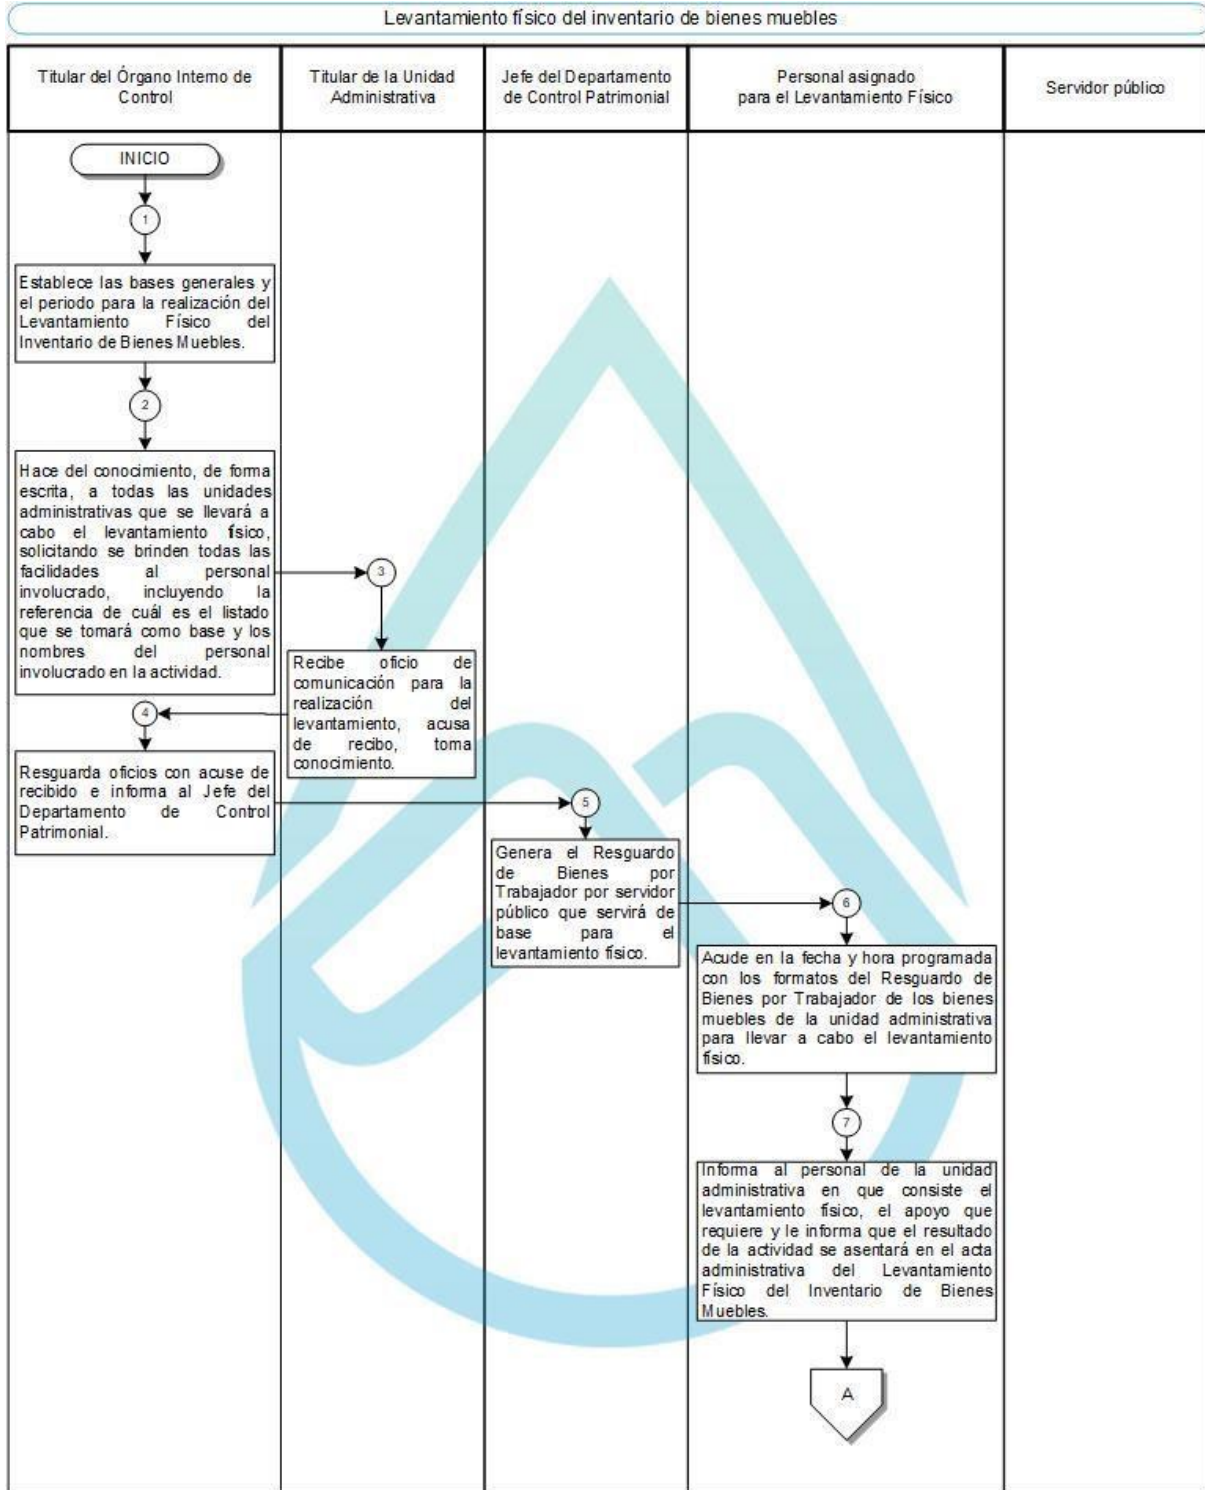 Levantamiento físico del inventario de bienes muebles
Titular del Órgano Interno de
Control
Titular de la Unidad
Administrativa
Jefe del Departamento
de Control Patrimonial
Personal asignado
para el Levantamiento Físico
Servidor público
INICIO
1
Establece las bases generales y
el periodo para la realización del
Levantamiento Físico del
Inventario de Bienes Muebles.
2
Hace del conocimiento, de forma
escrita, a todas las unidades
administrativas que se llevará a
cabo el levantamiento físico,
solicitando se brinden todas las
facilidades al personal
involucrado, incluyendo la
referencia de cuál es el listado
que se tomará como base y los
nombres del personal
involucrado en la actividad.
3
Recibe oficio de
comunicación para la
realización del
levantamiento, acusa
de recibo, toma
conocimiento.
4
Resguarda oficios con acuse de
recibido e informa al Jefe del
Departamento de Control
Patrimonial.
5
Genera el Resguardo
de Bienes por
Trabajador por servidor
público que servirá de
base para el
levantamiento físico.
6
Acude en la fecha y hora programada
con los formatos del Resguardo de
Bienes por Trabajador de los bienes
muebles de la unidad administrativa
para llevar a cabo el levantamiento
físico.
7
Informa al personal de la unidad
administrativa en que consiste el
levantamiento físico, el apoyo que
requiere y le informa que el resultado
de la actividad se asentará en el acta
administrativa del Levantamiento
Físico del Inventario de Bienes
Muebles.
A